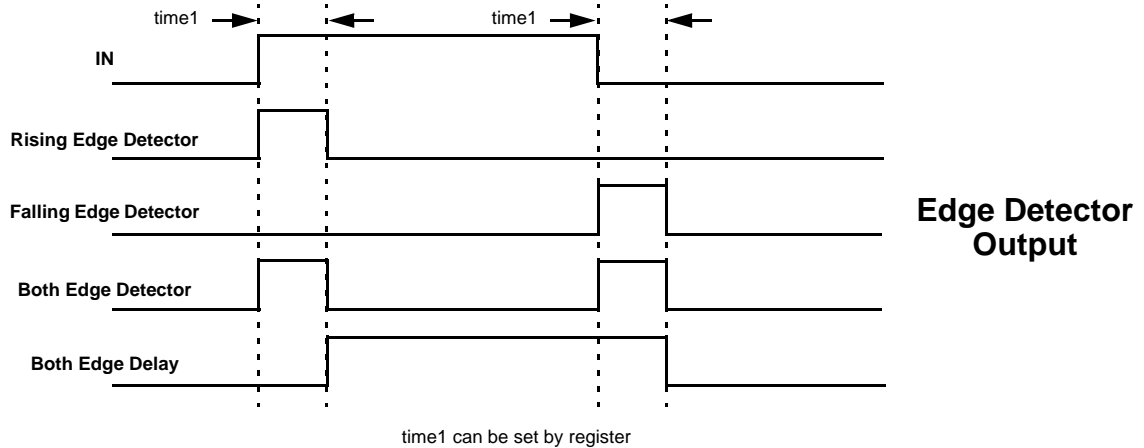 time1
time1
IN
Rising Edge Detector
Falling Edge Detector
Edge Detector
Output
Both Edge Detector
Both Edge Delay
time1 can be set by register